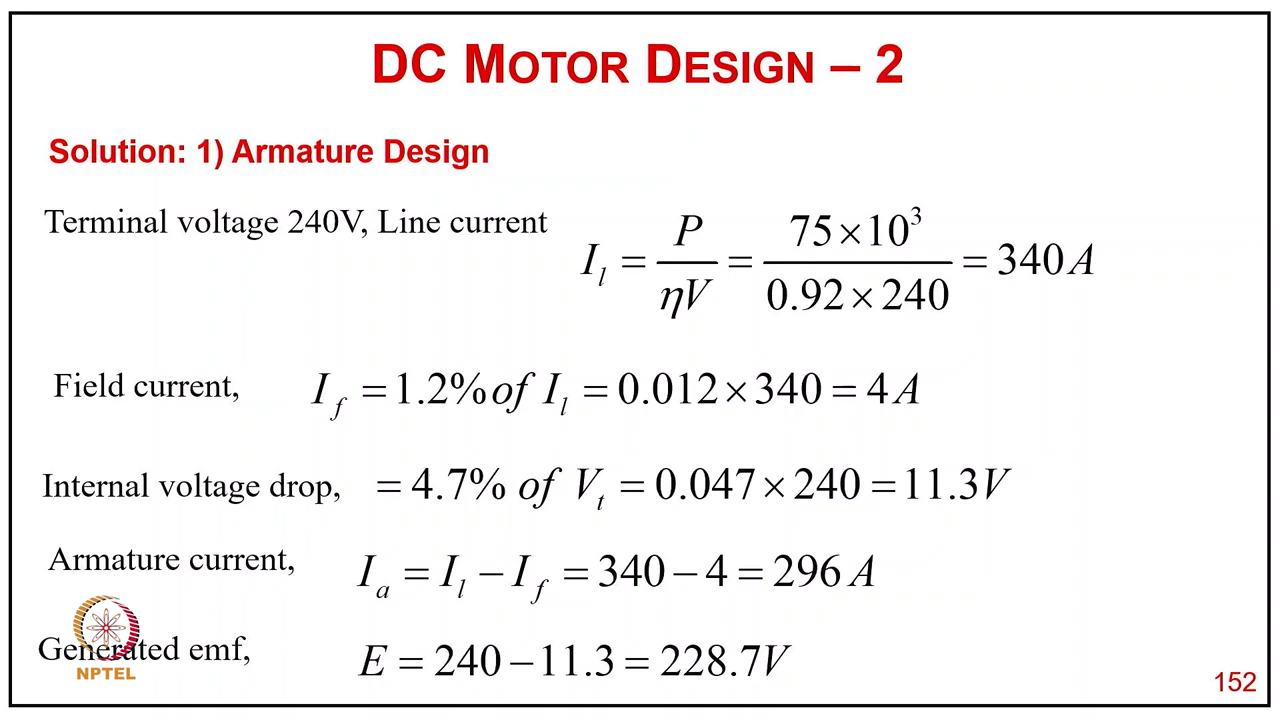 DC MOTOR DESIGN – 2
Solution: 1) Armature Design
Terminal voltage 240V, Line current I_l = P/ηV = 75×10³/0.92×240 = 340 A
Field current, I_f = 1.2% of I_l = 0.012×340 = 4 A
Internal voltage drop, = 4.7% of V_t = 0.047×240 = 11.3V
Armature current, I_a = I_l − I_f = 340 − 4 = 296 A
Generated emf, E = 240 − 11.3 = 228.7V
NPTEL
152